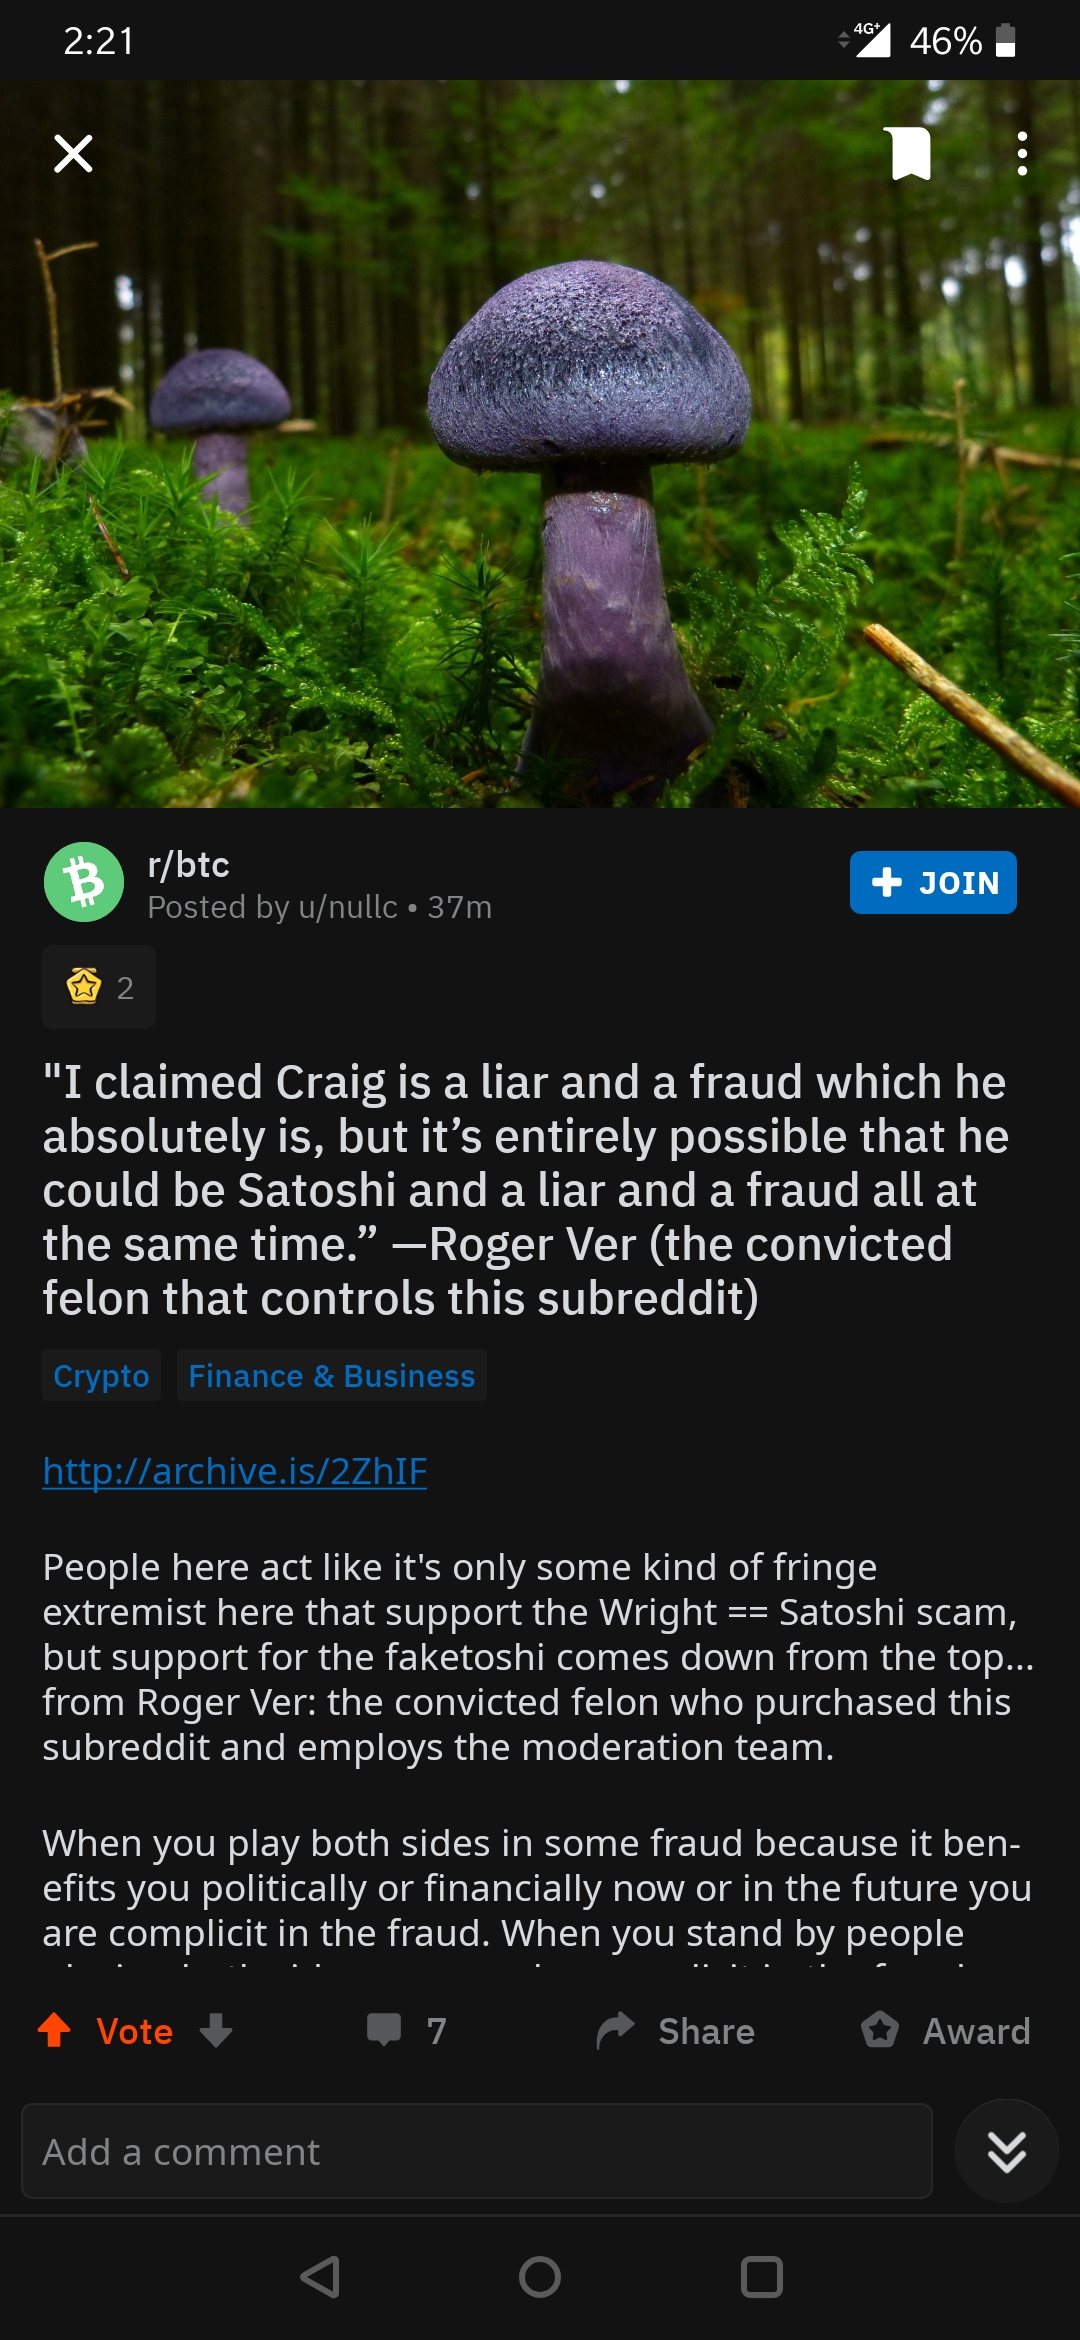 2:21
4G+ 46%
r/btc
Posted by u/nullc • 37m
JOIN
2
"I claimed Craig is a liar and a fraud which he
absolutely is, but it’s entirely possible that he
could be Satoshi and a liar and a fraud all at
the same time.” —Roger Ver (the convicted
felon that controls this subreddit)
Crypto Finance & Business
http://archive.is/2ZhIF
People here act like it's only some kind of fringe
extremist here that support the Wright == Satoshi scam,
but support for the faketoshi comes down from the top...
from Roger Ver: the convicted felon who purchased this
subreddit and employs the moderation team.
When you play both sides in some fraud because it ben-
efits you politically or financially now or in the future you
are complicit in the fraud. When you stand by people
Vote 7 Share Award
Add a comment